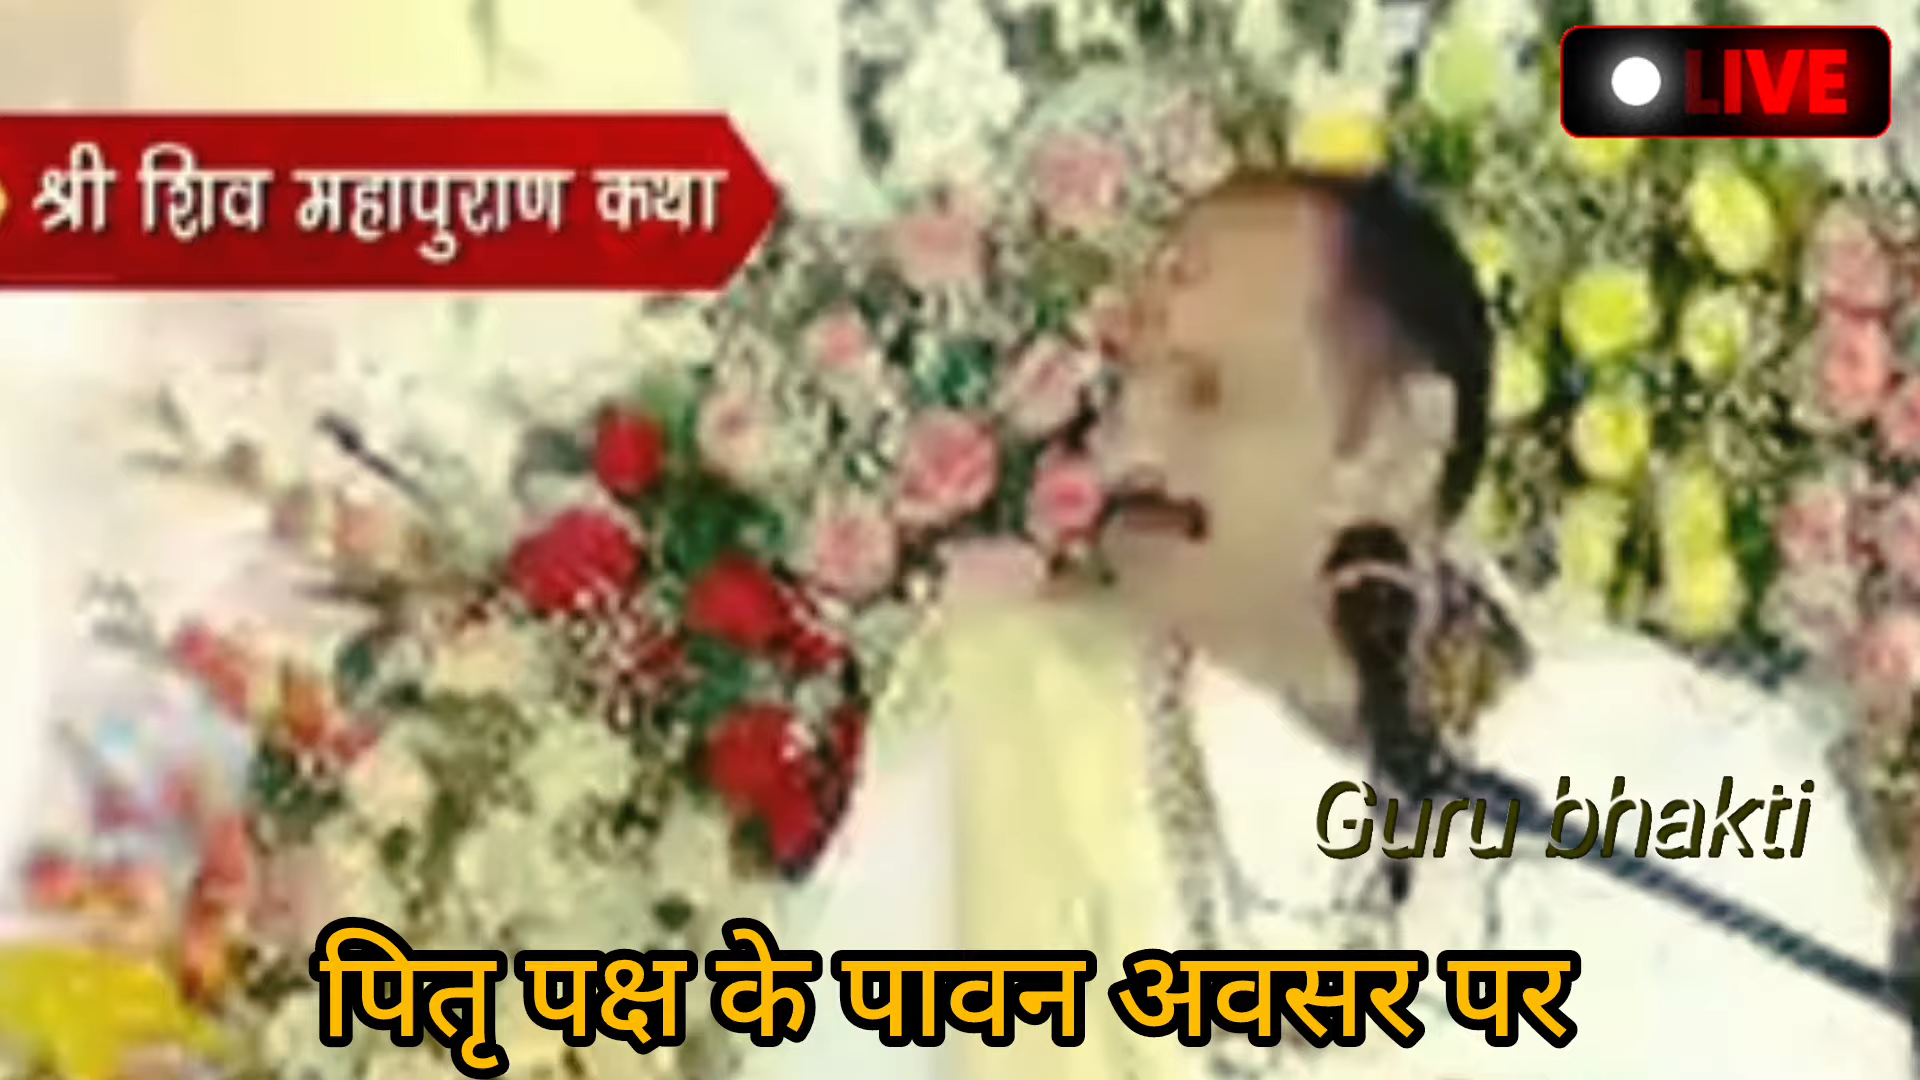 LIVE
श्री शिव महापुराण कथा
Guru bhakti
पितृ पक्ष के पावन अवसर पर